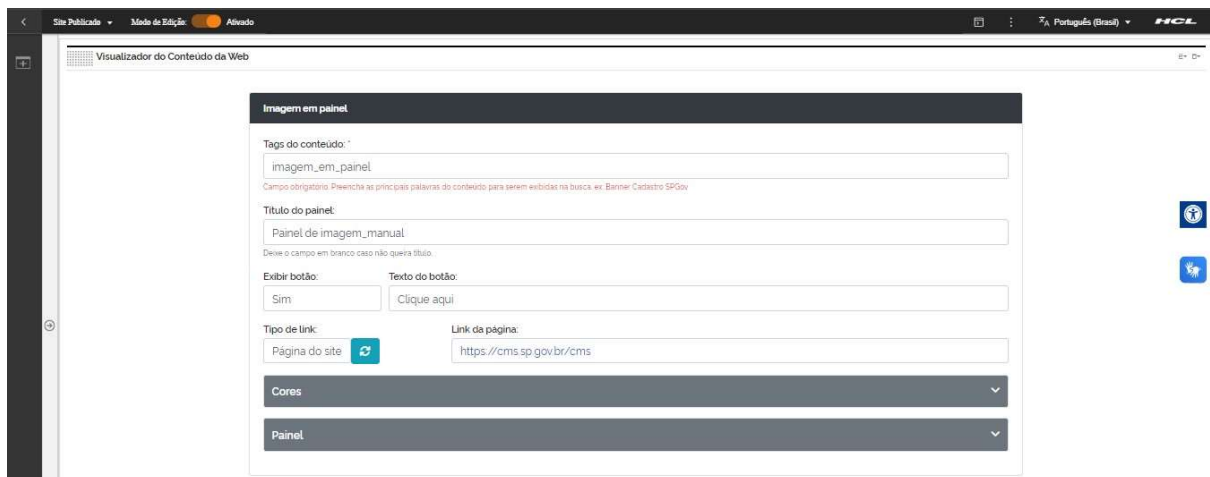 Site Publicado Modo de Edição: Ativado Português (Brasil) HCL
Visualizador do Conteúdo da Web
Imagem em painel
Tags do conteúdo: *
imagem_em_painel
Campo obrigatório. Preencha as principais palavras do conteúdo para serem exibidas na busca. ex: Banner Cadastro SPGov
Título do painel:
Painel de imagem_manual
Deixe o campo em branco caso não queira título.
Exibir botão: Texto do botão:
Sim Clique aqui
Tipo de link: Link da página:
Página do site https://cms.sp.gov.br/cms
Cores
Painel